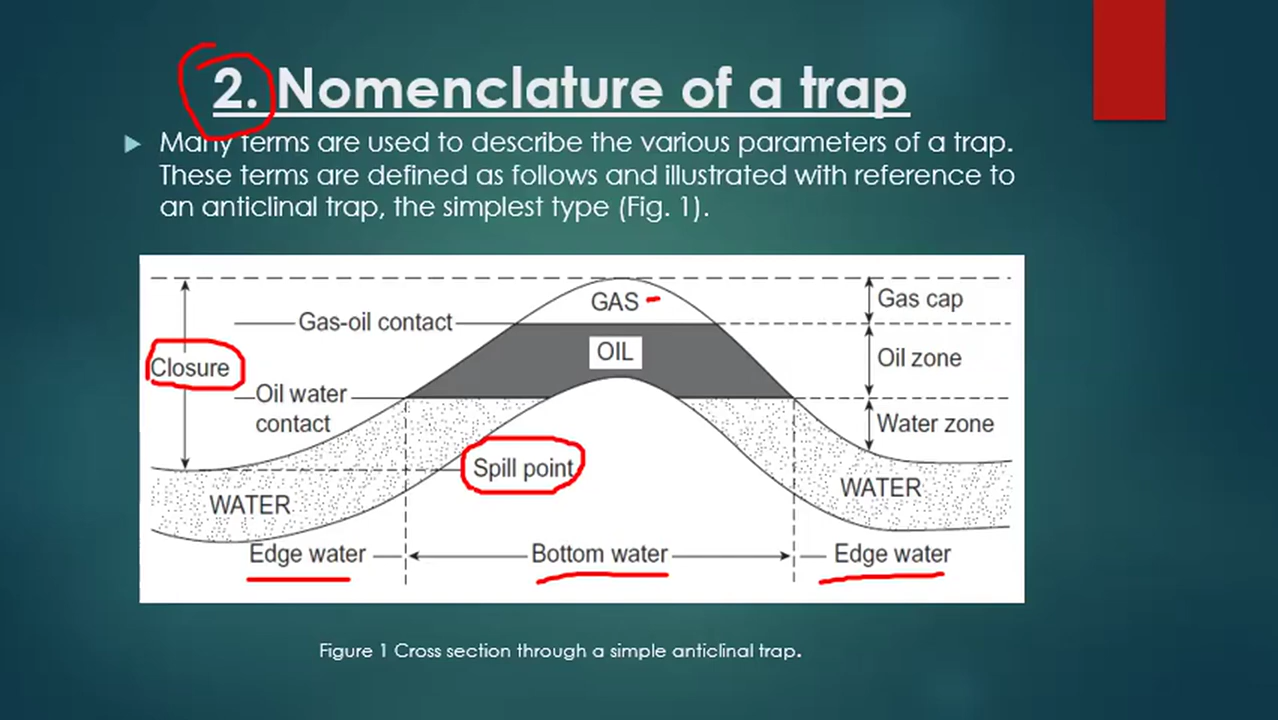 2. Nomenclature of a trap
Many terms are used to describe the various parameters of a trap.
These terms are defined as follows and illustrated with reference to
an anticlinal trap, the simplest type (Fig. 1).
GAS
Gas cap
Gas-oil contact
OIL
Oil zone
Closure
Oil water
contact
Water zone
Spill point
WATER
WATER
Edge water
Bottom water
Edge water
Figure 1 Cross section through a simple anticlinal trap.